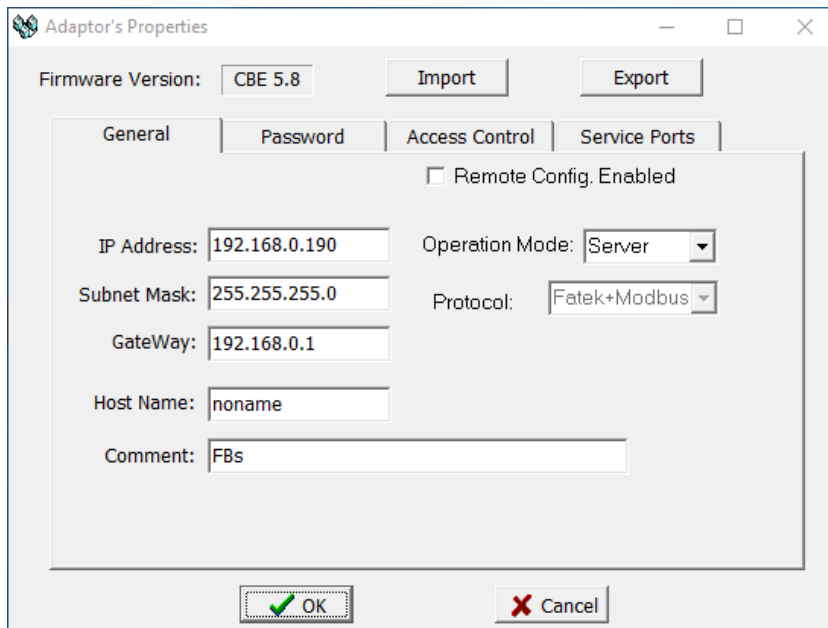 Adaptor's Properties
Firmware Version: CBE 5.8 Import Export
General Password Access Control Service Ports
Remote Config. Enabled
IP Address: 192.168.0.190 Operation Mode: Server
Subnet Mask: 255.255.255.0 Protocol: Fatek+Modbus
GateWay: 192.168.0.1
Host Name: noname
Comment: FBs
OK Cancel